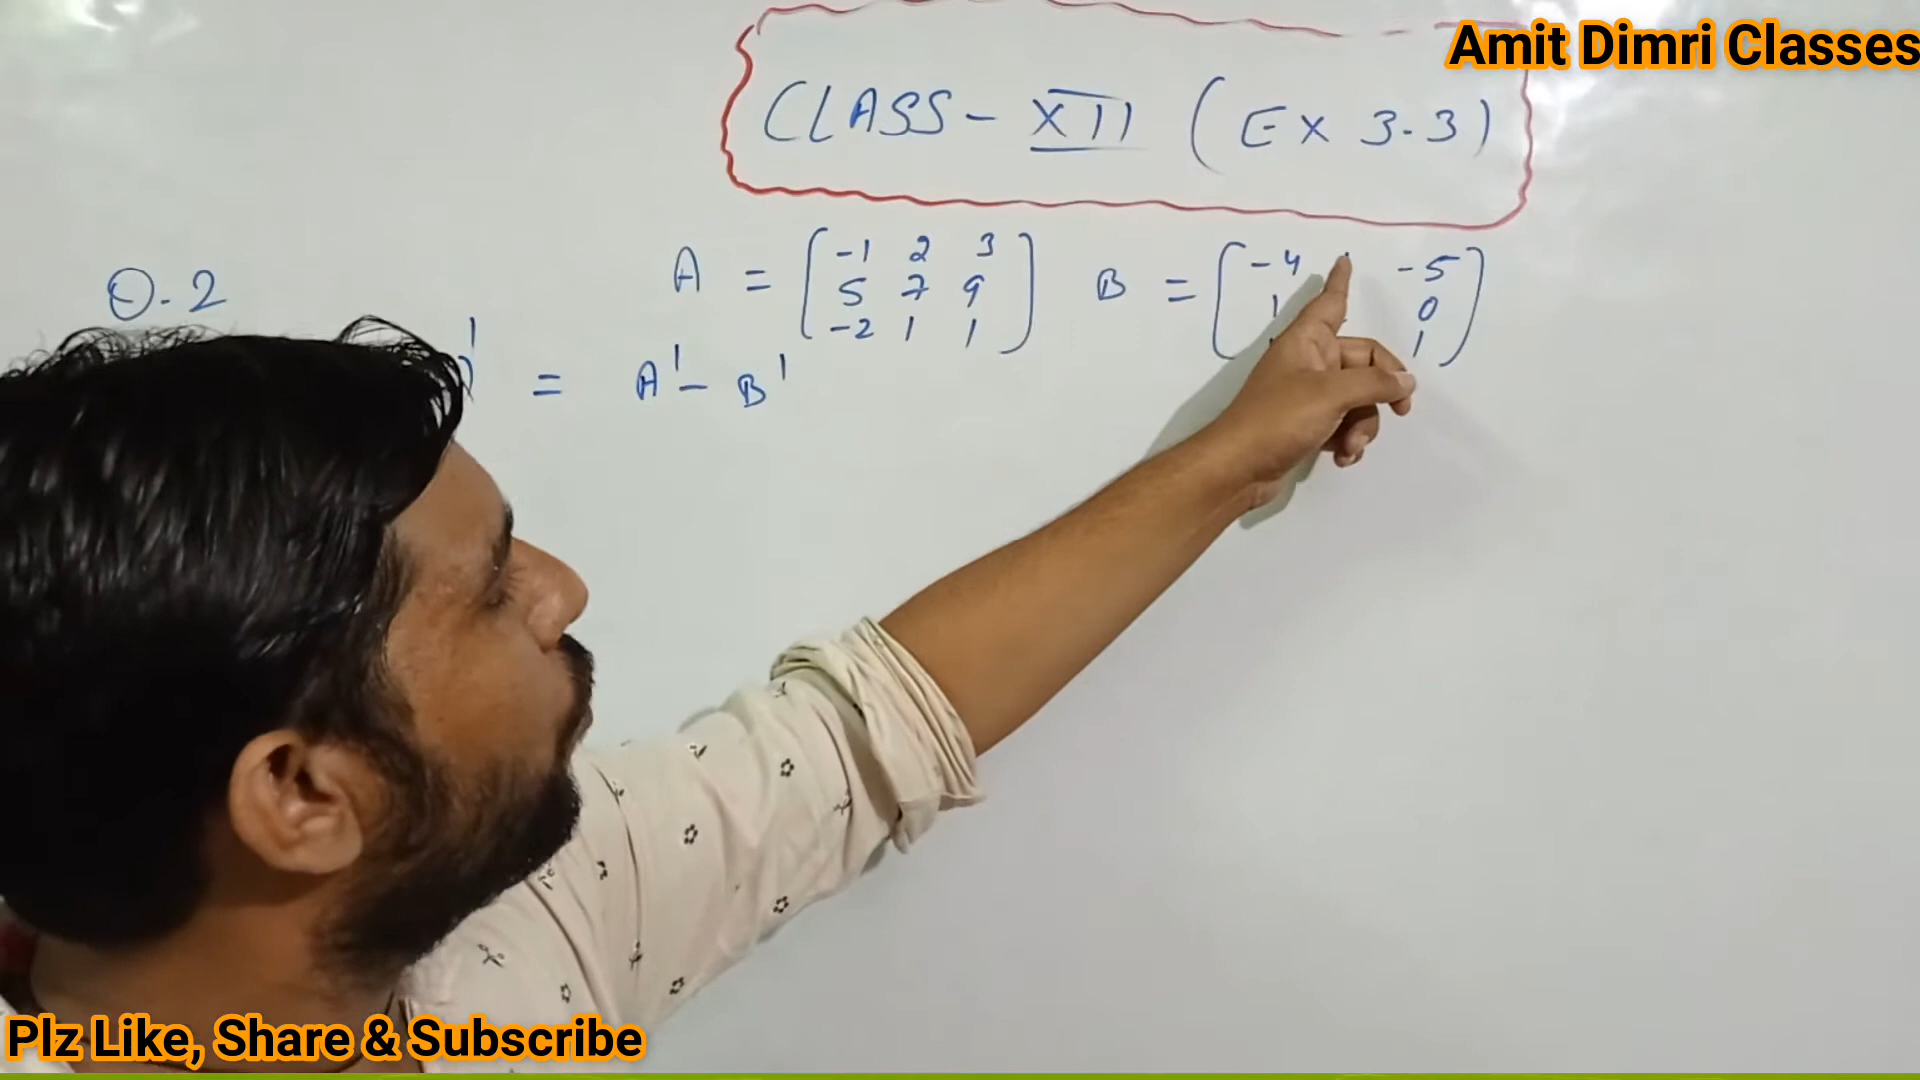 Amit Dimri Classes
CLASS - XII (EX 3.3)
Q.2
A = [-1 2 3 B = [-4 -5
5 7 9] 1 0
-2 1 1] 1]
' = A' - B'
Plz Like, Share & Subscribe